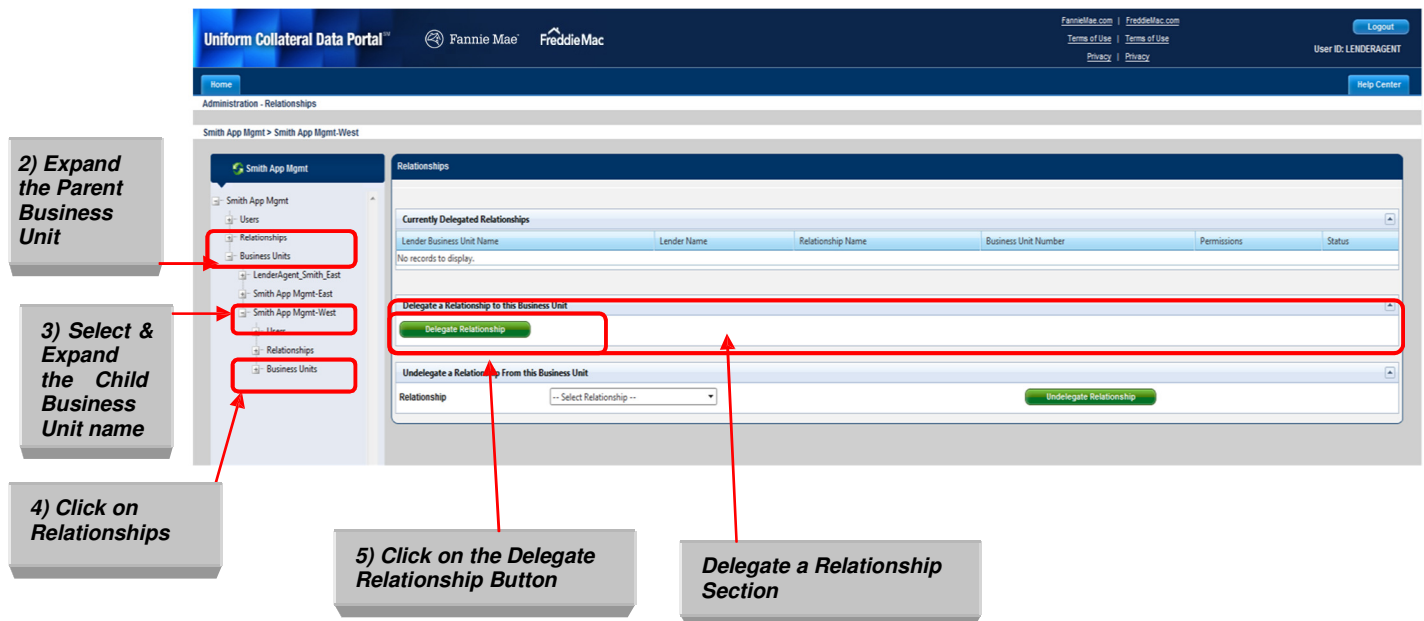 FannieMae.com | FreddieMac.com
Terms of Use | Terms of Use
Privacy | Privacy
Logout
User ID: LENDERAGENT
Uniform Collateral Data Portal℠
Fannie Mae®
Freddie Mac
Home
Help Center
Administration - Relationships
Smith App Mgmt > Smith App Mgmt-West
2) Expand
the Parent
Business
Unit
3) Select &
Expand
the Child
Business
Unit name
4) Click on
Relationships
Smith App Mgmt
Smith App Mgmt
Users
Relationships
Business Units
LenderAgent_Smith_East
Smith App Mgmt-East
Smith App Mgmt-West
Users
Relationships
Business Units
Relationships
Currently Delegated Relationships
Lender Business Unit Name Lender Name Relationship Name Business Unit Number Permissions Status
No records to display.
Delegate a Relationship to this Business Unit
Delegate Relationship
Undelegate a Relationship From this Business Unit
Relationship -- Select Relationship -- Undelegate Relationship
5) Click on the Delegate
Relationship Button
Delegate a Relationship
Section